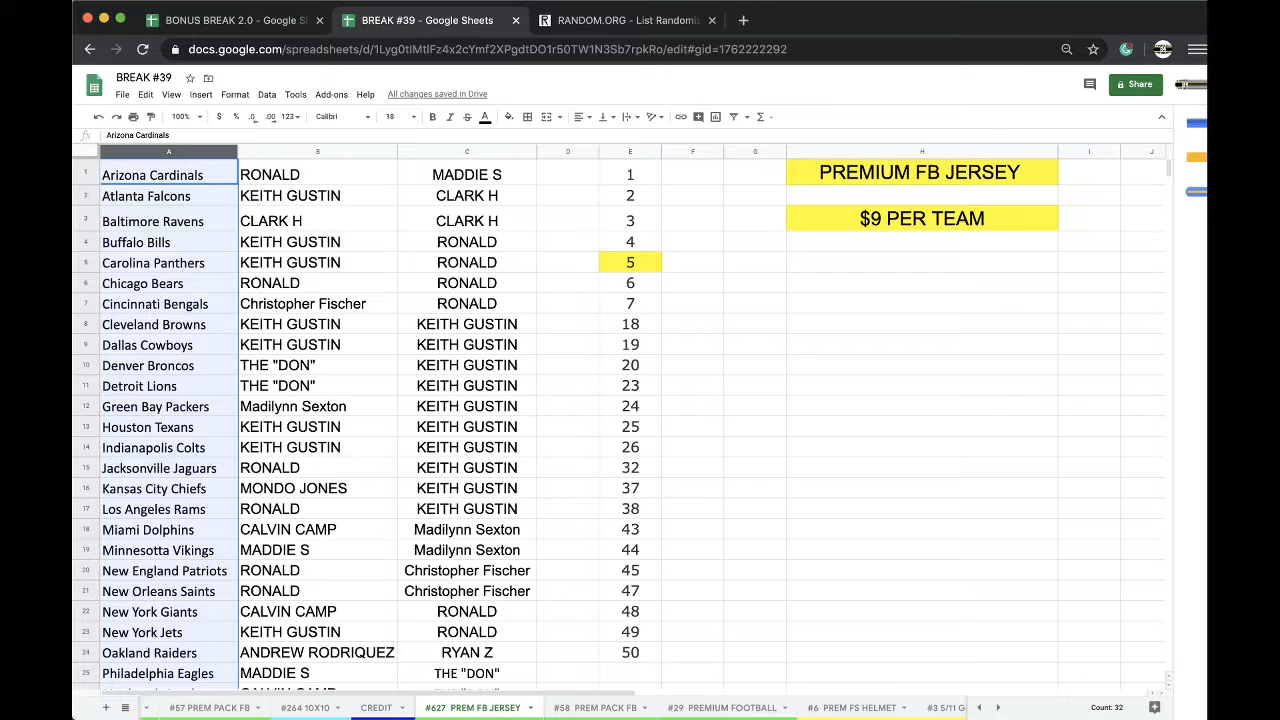 BONUS BREAK 2.0 - Google Sh
BREAK #39 - Google Sheets
RANDOM.ORG - List Randomiz
docs.google.com/spreadsheets/d/1Lyg0tIMtIFz4x2cYmf2XPgdtDO1r50TW1N3Sb7rpkRo/edit#gid=1762222292
BREAK #39
File Edit View Insert Format Data Tools Add-ons Help All changes saved in Drive
Share
100% $ % .0 .00 123 Calibri 18 B I S A
fx Arizona Cardinals
A B C D E F G H I J
1 Arizona Cardinals RONALD MADDIE S 1 PREMIUM FB JERSEY
2 Atlanta Falcons KEITH GUSTIN CLARK H 2
3 Baltimore Ravens CLARK H CLARK H 3 $9 PER TEAM
4 Buffalo Bills KEITH GUSTIN RONALD 4
5 Carolina Panthers KEITH GUSTIN RONALD 5
6 Chicago Bears RONALD RONALD 6
7 Cincinnati Bengals Christopher Fischer RONALD 7
8 Cleveland Browns KEITH GUSTIN KEITH GUSTIN 18
9 Dallas Cowboys KEITH GUSTIN KEITH GUSTIN 19
10 Denver Broncos THE "DON" KEITH GUSTIN 20
11 Detroit Lions THE "DON" KEITH GUSTIN 23
12 Green Bay Packers Madilynn Sexton KEITH GUSTIN 24
13 Houston Texans KEITH GUSTIN KEITH GUSTIN 25
14 Indianapolis Colts KEITH GUSTIN KEITH GUSTIN 26
15 Jacksonville Jaguars RONALD KEITH GUSTIN 32
16 Kansas City Chiefs MONDO JONES KEITH GUSTIN 37
17 Los Angeles Rams RONALD KEITH GUSTIN 38
18 Miami Dolphins CALVIN CAMP Madilynn Sexton 43
19 Minnesotta Vikings MADDIE S Madilynn Sexton 44
20 New England Patriots RONALD Christopher Fischer 45
21 New Orleans Saints RONALD Christopher Fischer 47
22 New York Giants CALVIN CAMP RONALD 48
23 New York Jets KEITH GUSTIN RONALD 49
24 Oakland Raiders ANDREW RODRIQUEZ RYAN Z 50
25 Philadelphia Eagles MADDIE S THE "DON"
#57 PREM PACK FB #264 10X10 CREDIT #627 PREM FB JERSEY #58 PREM PACK FB #29 PREMIUM FOOTBALL #6 PREM FS HELMET #3 5/11 G Count: 32